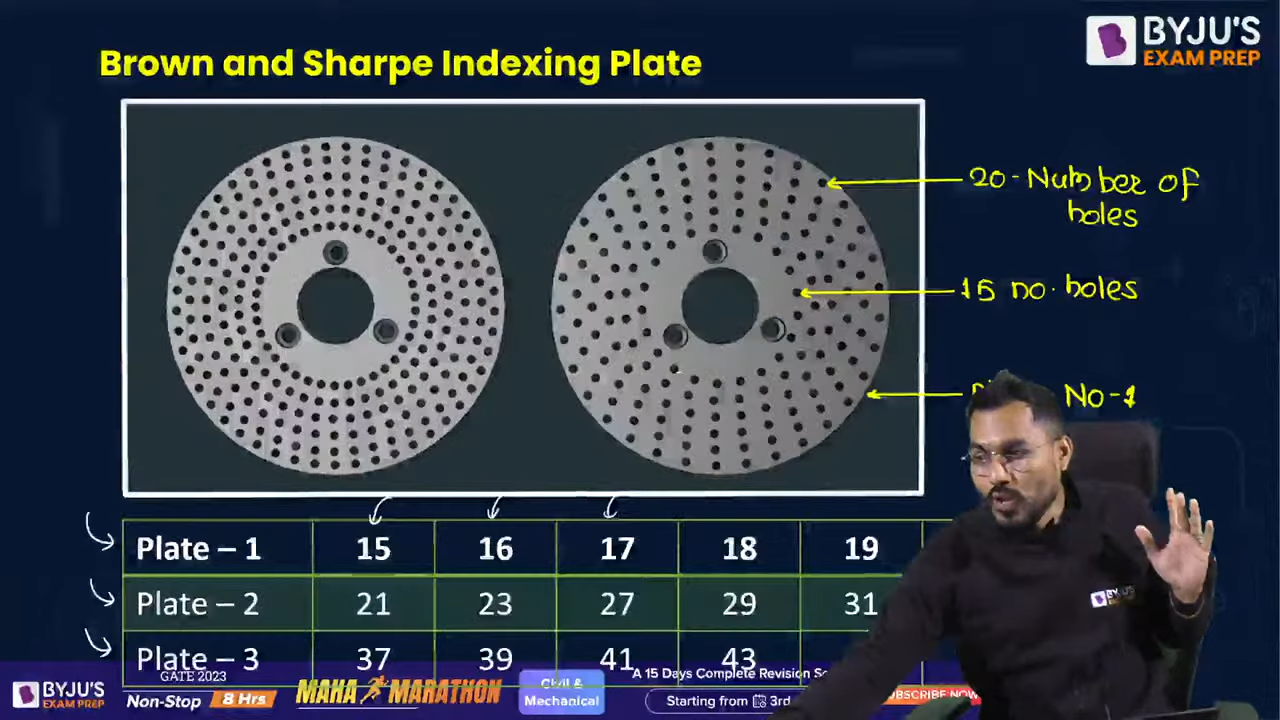 Brown and Sharpe Indexing Plate
BYJU'S
EXAM PREP
20-Number of
holes
15 no. holes
No-1
Plate – 1 15 16 17 18 19
Plate – 2 21 23 27 29 31
Plate – 3 37 39 41 43
BYJU'S
GATE 2023
BYJU'S
EXAM PREP
Non-Stop 8 Hrs
MAHA MARATHON
Civil &
Mechanical
A 15 Days Complete Revision
Starting from 3rd
SUBSCRIBE NOW